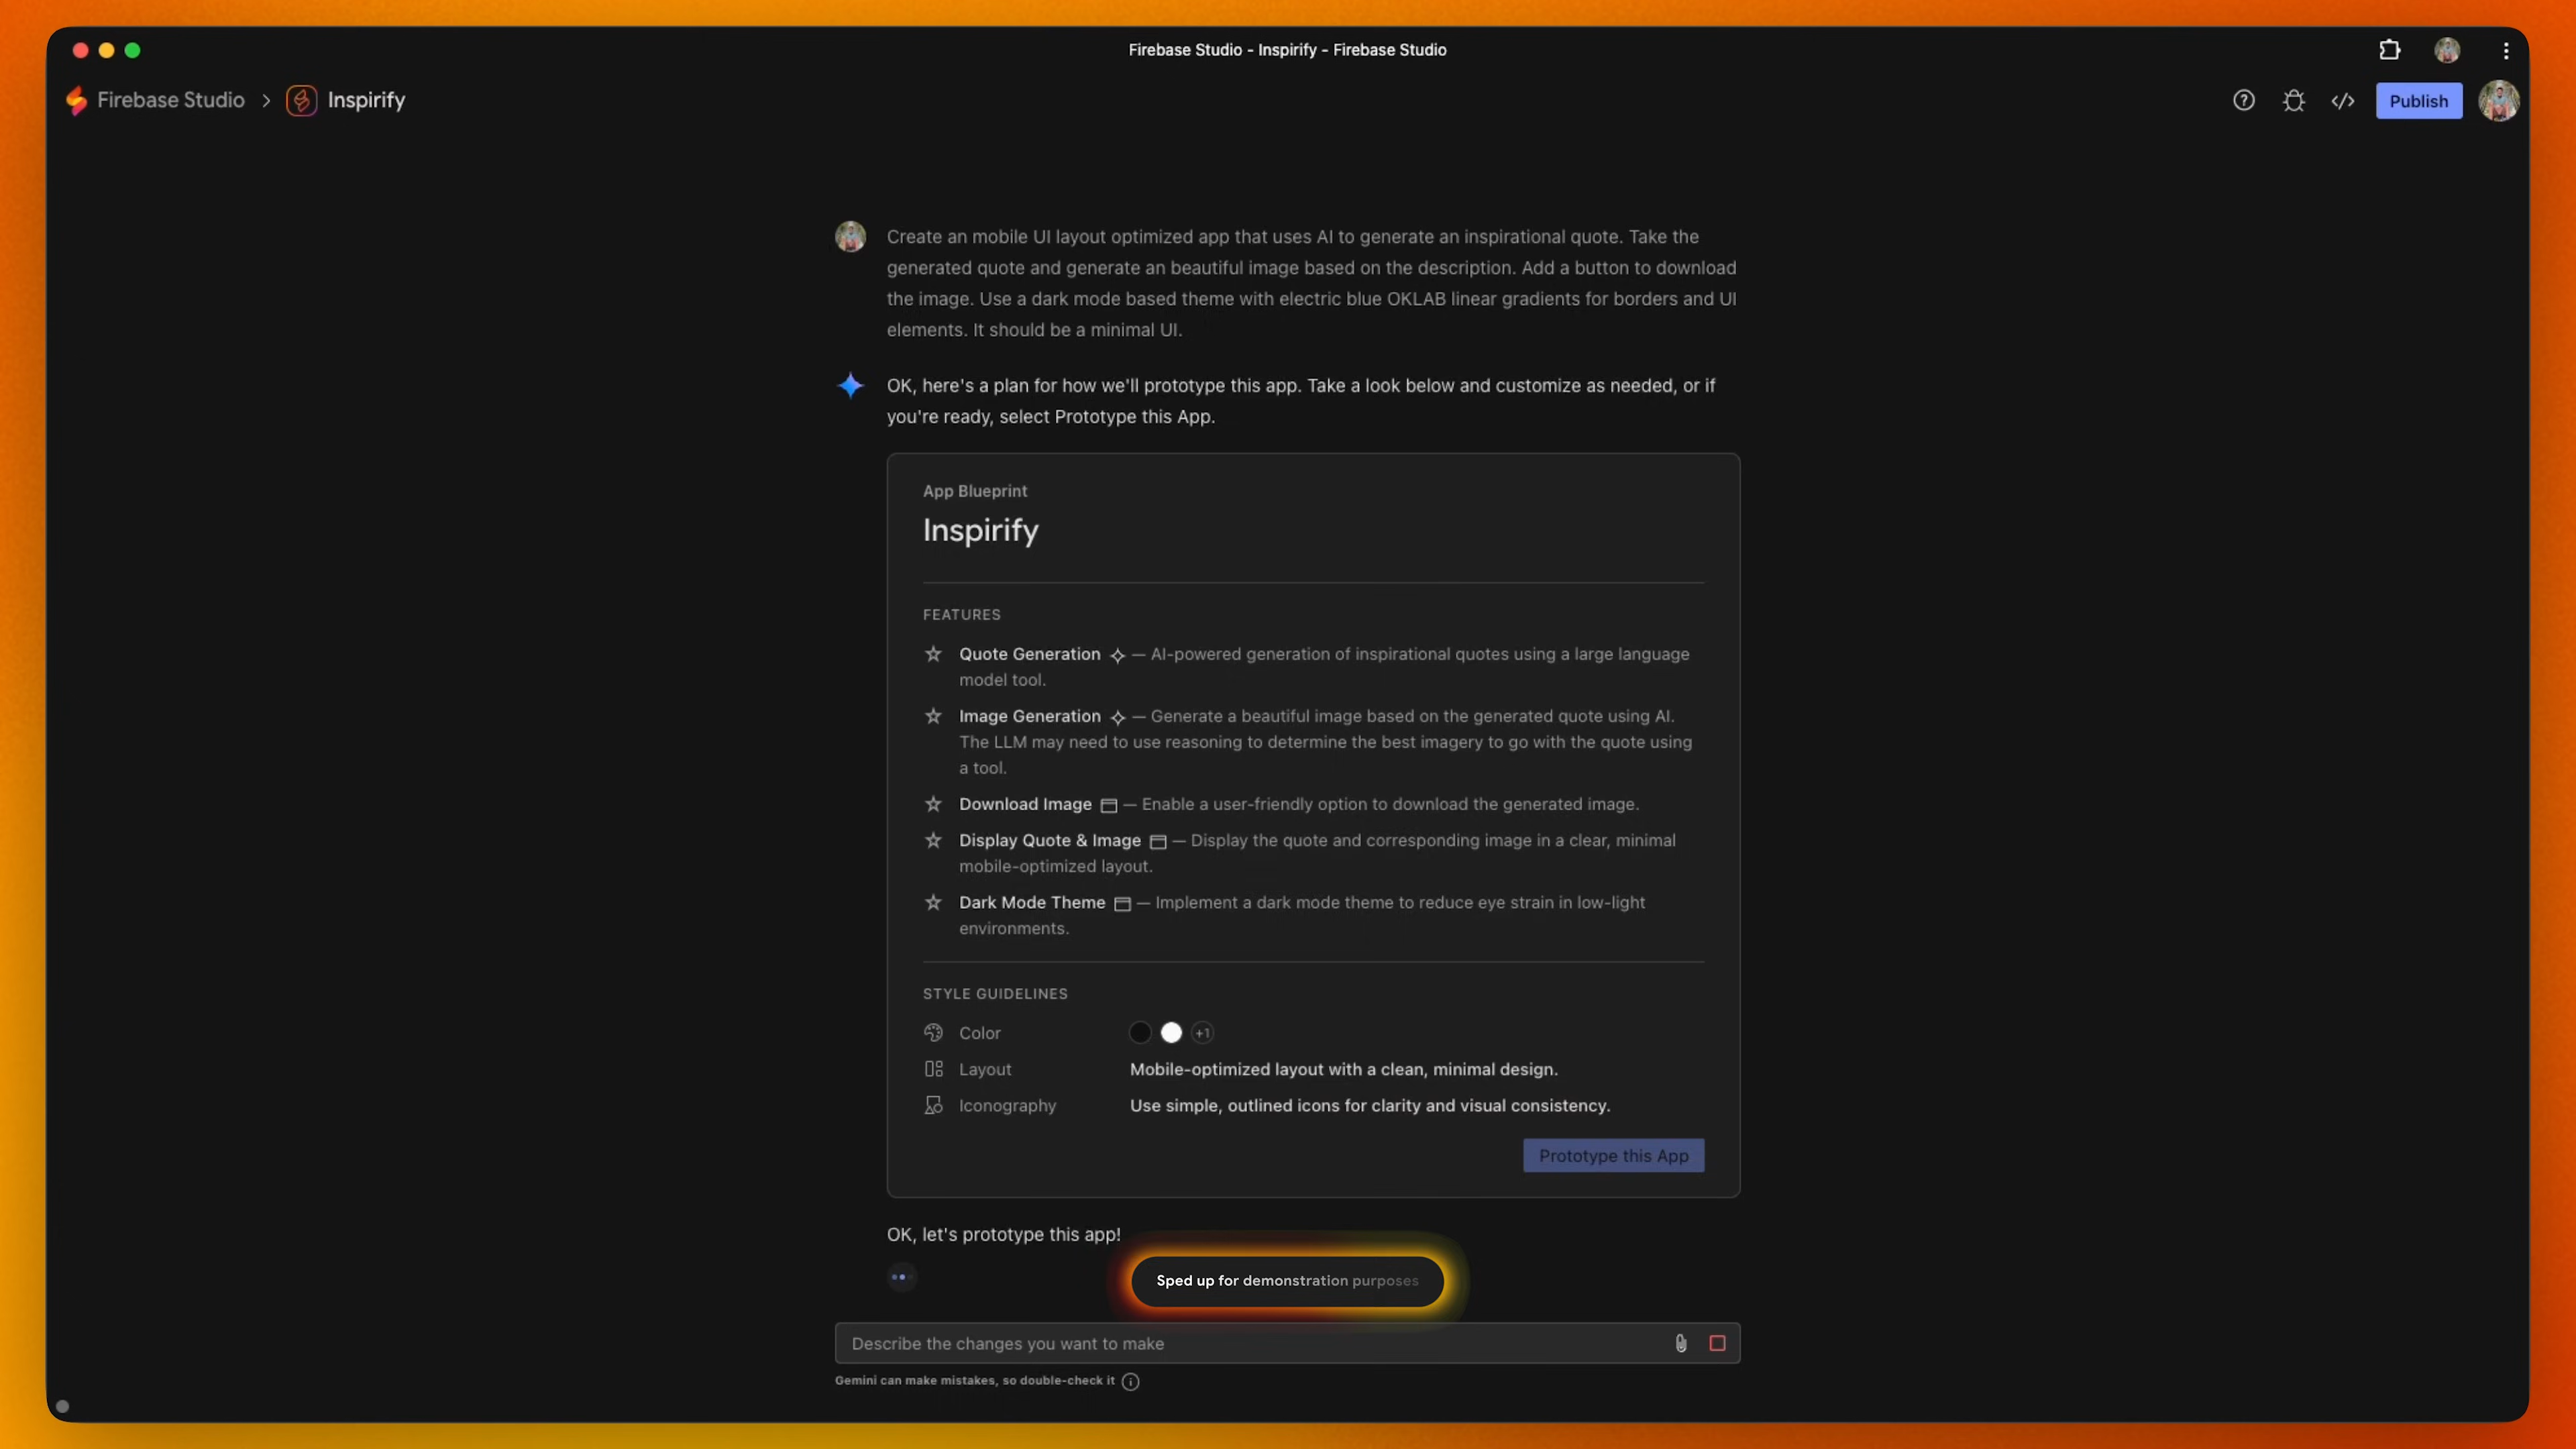 Firebase Studio - Inspirify - Firebase Studio
Firebase Studio > Inspirify
Publish
Create an mobile UI layout optimized app that uses AI to generate an inspirational quote. Take the
generated quote and generate an beautiful image based on the description. Add a button to download
the image. Use a dark mode based theme with electric blue OKLAB linear gradients for borders and UI
elements. It should be a minimal UI.
OK, here's a plan for how we'll prototype this app. Take a look below and customize as needed, or if
you're ready, select Prototype this App.
App Blueprint
Inspirify
FEATURES
Quote Generation — AI-powered generation of inspirational quotes using a large language
model tool.
Image Generation — Generate a beautiful image based on the generated quote using AI.
The LLM may need to use reasoning to determine the best imagery to go with the quote using
a tool.
Download Image — Enable a user-friendly option to download the generated image.
Display Quote & Image — Display the quote and corresponding image in a clear, minimal
mobile-optimized layout.
Dark Mode Theme — Implement a dark mode theme to reduce eye strain in low-light
environments.
STYLE GUIDELINES
Color +1
Layout Mobile-optimized layout with a clean, minimal design.
Iconography Use simple, outlined icons for clarity and visual consistency.
Prototype this App
OK, let's prototype this app!
Sped up for demonstration purposes
Describe the changes you want to make
Gemini can make mistakes, so double-check it